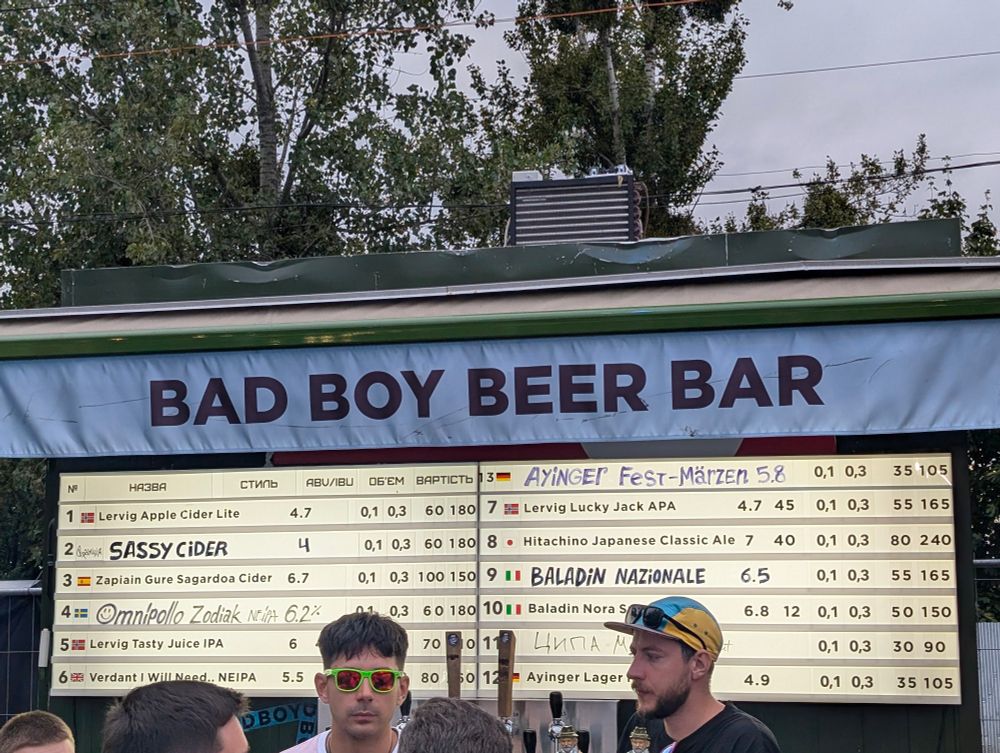 BAD BOY BEER BAR
№ НАЗВА СТИЛЬ ABV/IBU ОБ'ЄМ ВАРТІСТЬ
1 Lervig Apple Cider Lite 4.7 0,1 0,3 60 180
2 SASSY CiDER 4 0,1 0,3 60 180
3 Zapiain Gure Sagardoa Cider 6.7 0,1 0,3 100 150
4 Omnipollo Zodiak NEIPA 6.2% 0,1 0,3 60 180
5 Lervig Tasty Juice IPA 6 70
6 Verdant I Will Need.. NEIPA 5.5 80
13 AYINGER FEST-MÄRZEN 5.8 0,1 0,3 35 105
7 Lervig Lucky Jack APA 4.7 45 0,1 0,3 55 165
8 Hitachino Japanese Classic Ale 7 40 0,1 0,3 80 240
9 BALADIN NAZIONALE 6.5 0,1 0,3 55 165
10 Baladin Nora 6.8 12 0,1 0,3 50 150
11 ЦИПА 0,1 0,3 30 90
12 Ayinger Lager 4.9 0,1 0,3 35 105
D BOY